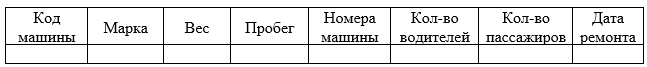 Код машины
Марка
Вес
Пробег
Номера машины
Кол-во водителей
Кол-во пассажиров
Дата ремонта